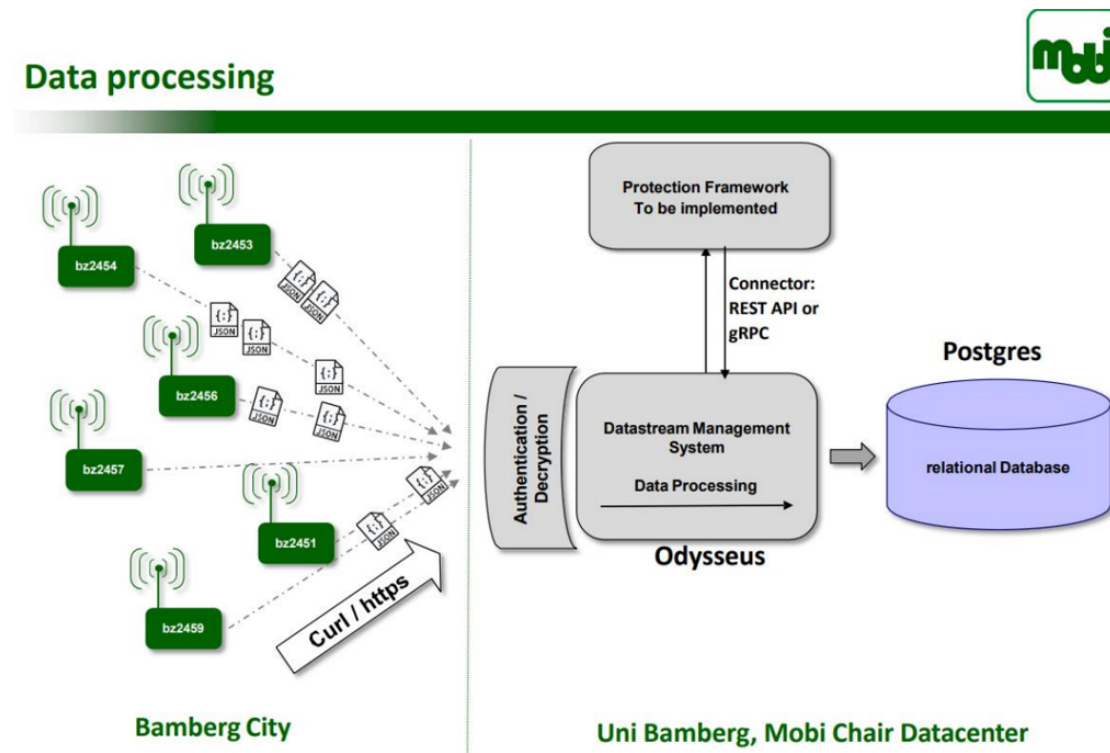 Data processing
mobi
bz2453
bz2454
{;}
JSON
{;}
JSON
{;}
JSON
{;}
JSON
{;}
JSON
bz2456
{;}
JSON
{;}
JSON
bz2457
bz2451
{;}
JSON
{;}
JSON
bz2459
Curl / https
Bamberg City
Protection Framework
To be implemented
Connector:
REST API or
gRPC
Authentication /
Decryption
Datastream Management
System
Data Processing
Odysseus
Postgres
relational Database
Uni Bamberg, Mobi Chair Datacenter